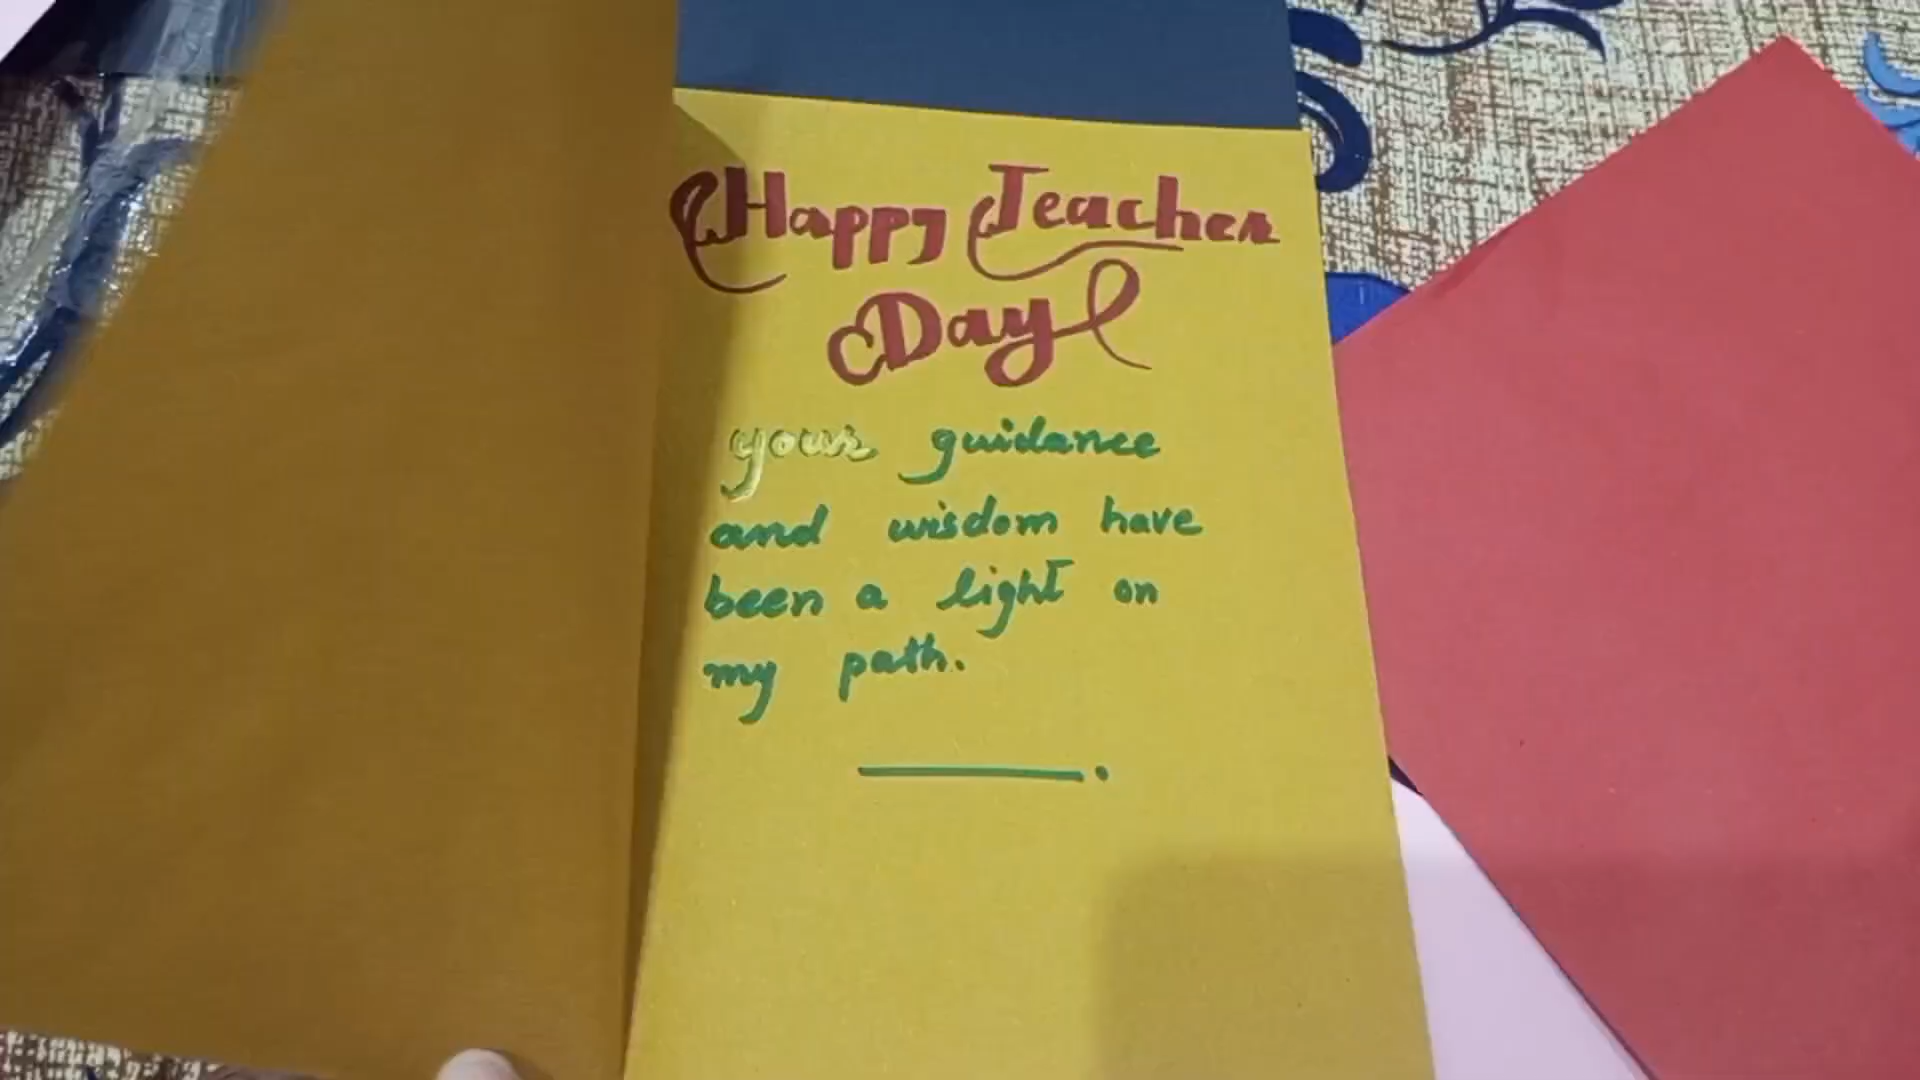 Happy Teacher
Day
your guidance
and wisdom have
been a light on
my path.